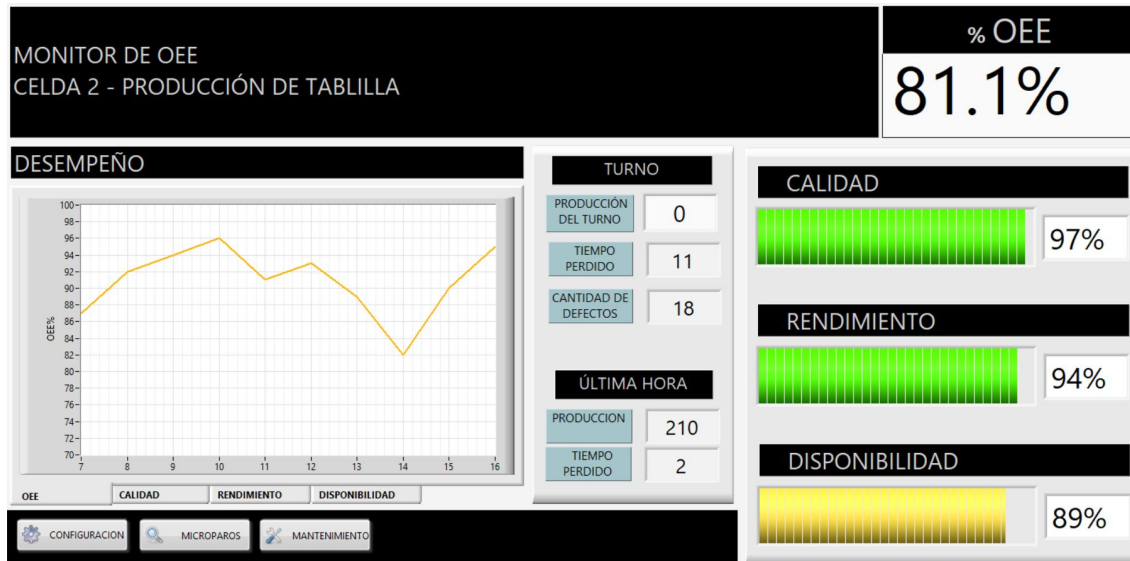 MONITOR DE OEE
CELDA 2 - PRODUCCIÓN DE TABLILLA
% OEE
81.1%
DESEMPEÑO
OEE%
100
98
96
94
92
90
88
86
84
82
80
78
76
74
72
70
7 8 9 10 11 12 13 14 15 16
OEE CALIDAD RENDIMIENTO DISPONIBILIDAD
TURNO
PRODUCCIÓN
DEL TURNO
0
TIEMPO
PERDIDO
11
CANTIDAD DE
DEFECTOS
18
ÚLTIMA HORA
PRODUCCION
210
TIEMPO
PERDIDO
2
CALIDAD
97%
RENDIMIENTO
94%
DISPONIBILIDAD
89%
CONFIGURACION MICROPAROS MANTENIMIENTO